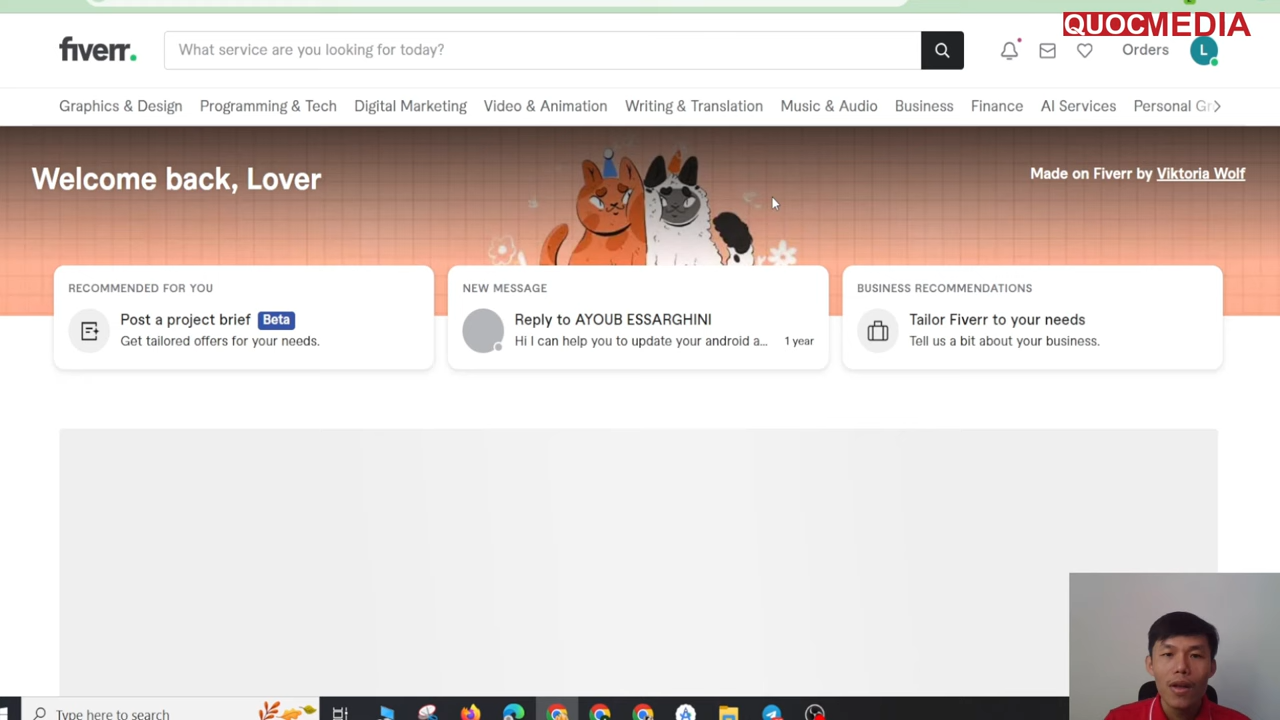 QUOCMEDIA
fiverr.
What service are you looking for today?
Orders
L
Graphics & Design
Programming & Tech
Digital Marketing
Video & Animation
Writing & Translation
Music & Audio
Business
Finance
AI Services
Personal Gr
Welcome back, Lover
Made on Fiverr by Viktoria Wolf
RECOMMENDED FOR YOU
Post a project brief Beta
Get tailored offers for your needs.
NEW MESSAGE
Reply to AYOUB ESSARGHINI
Hi I can help you to update your android a... 1 year
BUSINESS RECOMMENDATIONS
Tailor Fiverr to your needs
Tell us a bit about your business.
Type here to search